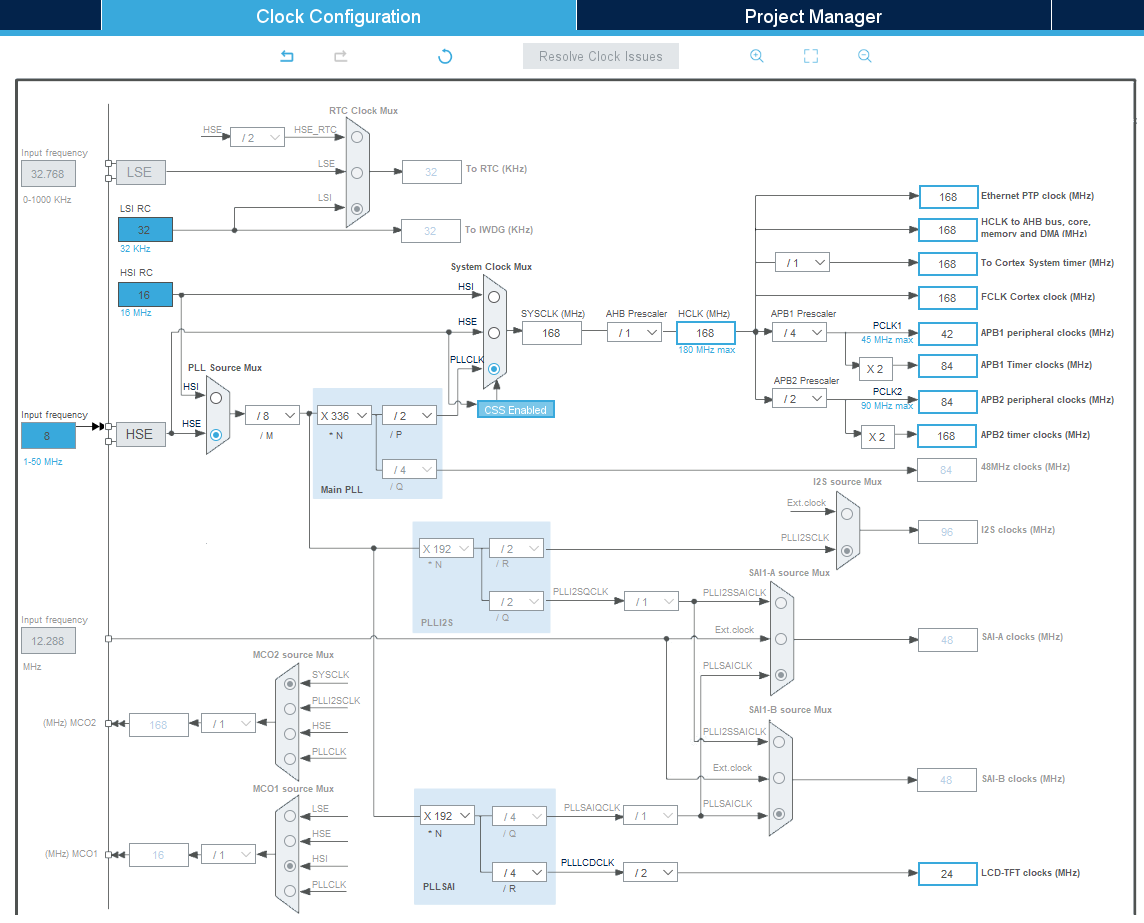 Clock Configuration
Project Manager
Resolve Clock Issues
RTC Clock Mux
HSE
/ 2
HSE_RTC
Input frequency
32.768
0-1000 KHz
LSE
LSE
32
To RTC (KHz)
LSI RC
32
32 KHz
LSI
32
To IWDG (KHz)
HSI RC
16
16 MHz
System Clock Mux
HSI
HSE
PLLCLK
SYSCLK (MHz)
168
AHB Prescaler
/ 1
HCLK (MHz)
168
180 MHz max
CSS Enabled
168
Ethernet PTP clock (MHz)
168
HCLK to AHB bus, core,
memory and DMA (MHz)
/ 1
168
To Cortex System timer (MHz)
168
FCLK Cortex clock (MHz)
APB1 Prescaler
/ 4
PCLK1
45 MHz max
42
APB1 peripheral clocks (MHz)
X 2
84
APB1 Timer clocks (MHz)
APB2 Prescaler
/ 2
PCLK2
90 MHz max
84
APB2 peripheral clocks (MHz)
X 2
168
APB2 timer clocks (MHz)
PLL Source Mux
HSI
HSE
Input frequency
8
1-50 MHz
HSE
/ 8
/ M
X 336
* N
/ 2
/ P
/ 4
/ Q
Main PLL
84
48MHz clocks (MHz)
I2S source Mux
Ext.clock
PLLI2SCLK
96
I2S clocks (MHz)
X 192
* N
/ 2
/ R
/ 2
/ Q
PLLI2S
PLLI2SQCLK
/ 1
SAI1-A source Mux
PLLI2SSAICLK
Ext.clock
PLLSAICLK
48
SAI-A clocks (MHz)
Input frequency
12.288
MHz
MCO2 source Mux
SYSCLK
PLLI2SCLK
HSE
PLLCLK
(MHz) MCO2
168
/ 1
SAI1-B source Mux
PLLI2SSAICLK
Ext.clock
PLLSAICLK
48
SAI-B clocks (MHz)
MCO1 source Mux
LSE
HSE
HSI
PLLCLK
(MHz) MCO1
16
/ 1
X 192
* N
/ 4
/ Q
PLLSAIQCLK
/ 1
/ 4
/ R
PLLSAI
PLLLCDCLK
/ 2
24
LCD-TFT clocks (MHz)